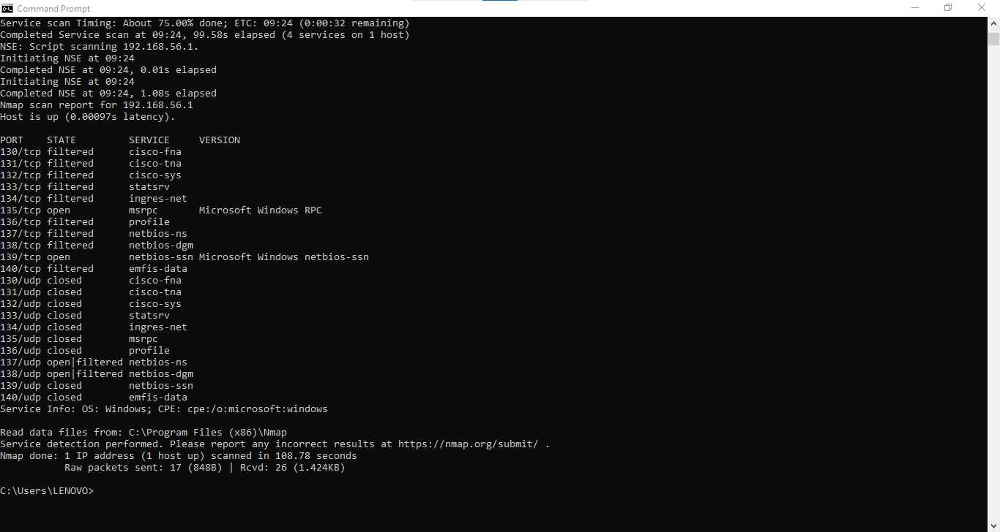 Command Prompt
Service scan Timing: About 75.00% done; ETC: 09:24 (0:00:32 remaining)
Completed Service scan at 09:24, 99.58s elapsed (4 services on 1 host)
NSE: Script scanning 192.168.56.1.
Initiating NSE at 09:24
Completed NSE at 09:24, 0.01s elapsed
Initiating NSE at 09:24
Completed NSE at 09:24, 1.08s elapsed
Nmap scan report for 192.168.56.1
Host is up (0.00097s latency).

PORT    STATE         SERVICE     VERSION
130/tcp filtered      cisco-fna
131/tcp filtered      cisco-tna
132/tcp filtered      cisco-sys
133/tcp filtered      statsrv
134/tcp filtered      ingres-net
135/tcp open          msrpc       Microsoft Windows RPC
136/tcp filtered      profile
137/tcp filtered      netbios-ns
138/tcp filtered      netbios-dgm
139/tcp open          netbios-ssn Microsoft Windows netbios-ssn
140/tcp filtered      emfis-data
130/udp closed        cisco-fna
131/udp closed        cisco-tna
132/udp closed        cisco-sys
133/udp closed        statsrv
134/udp closed        ingres-net
135/udp closed        msrpc
136/udp closed        profile
137/udp open|filtered netbios-ns
138/udp open|filtered netbios-dgm
139/udp closed        netbios-ssn
140/udp closed        emfis-data
Service Info: OS: Windows; CPE: cpe:/o:microsoft:windows

Read data files from: C:\Program Files (x86)\Nmap
Service detection performed. Please report any incorrect results at https://nmap.org/submit/ .
Nmap done: 1 IP address (1 host up) scanned in 108.78 seconds
           Raw packets sent: 17 (848B) | Rcvd: 26 (1.424KB)

C:\Users\LENOVO>